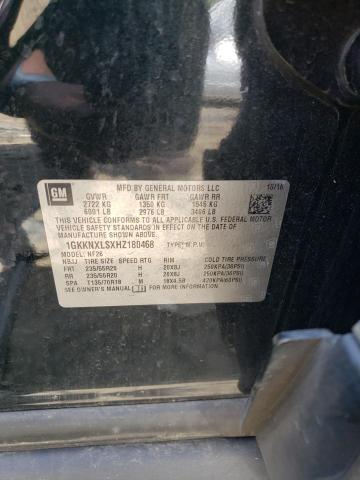 GM
MFD BY GENERAL MOTORS LLC 10/16
GVWR GAWR FRT GAWR RR
2722 KG 1350 KG 1545 KG
6001 LB 2976 LB 3406 LB
THIS VEHICLE CONFORMS TO ALL APPLICABLE U.S. FEDERAL MOTOR
VEHICLE SAFETY STANDARDS IN EFFECT ON THE DATE OF
MANUFACTURE SHOWN ABOVE.
1GKKNXLSXHZ180468 TYPE: M.P.V.
MODEL: NF26
TIRE SIZE SPEED RTG RIM COLD TIRE PRESSURE
FRT 235/55R20 H 20X8J 250KPA(36PSI)
RR 235/55R20 H 20X8J 250KPA(36PSI)
SPA T135/70R18 M 18X4.5B 420KPA(60PSI)
SEE OWNER'S MANUAL FOR MORE INFORMATION.